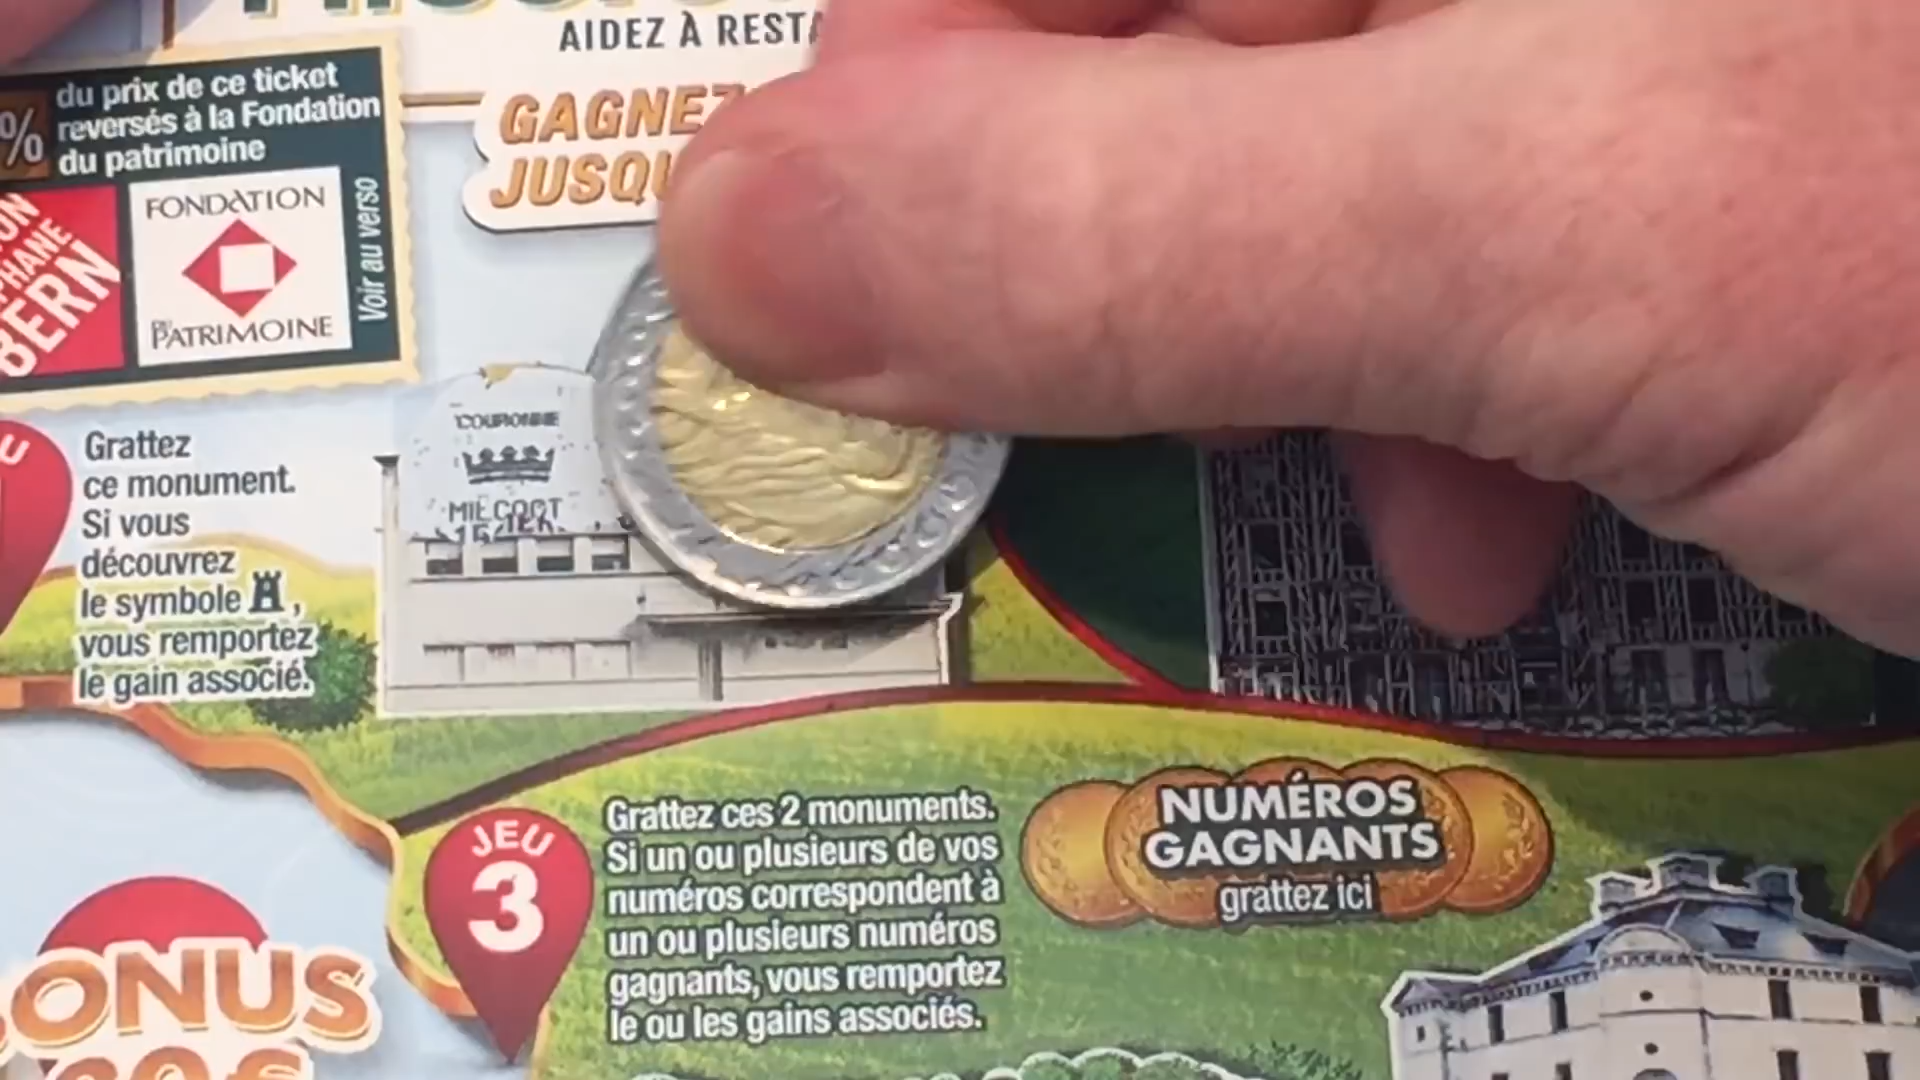 AIDEZ À REST
du prix de ce ticket
reversés à la Fondation
du patrimoine
%
GAGNEZ
JUSQU
BERN
FONDATION
DU
PATRIMOINE
Voir au verso
COURONNE
Grattez
ce monument.
Si vous
découvrez
le symbole ,
vous remportez
le gain associé.
JEU
3
Grattez ces 2 monuments.
Si un ou plusieurs de vos
numéros correspondent à
un ou plusieurs numéros
gagnants, vous remportez
le ou les gains associés.
NUMÉROS
GAGNANTS
grattez ici
ONUS